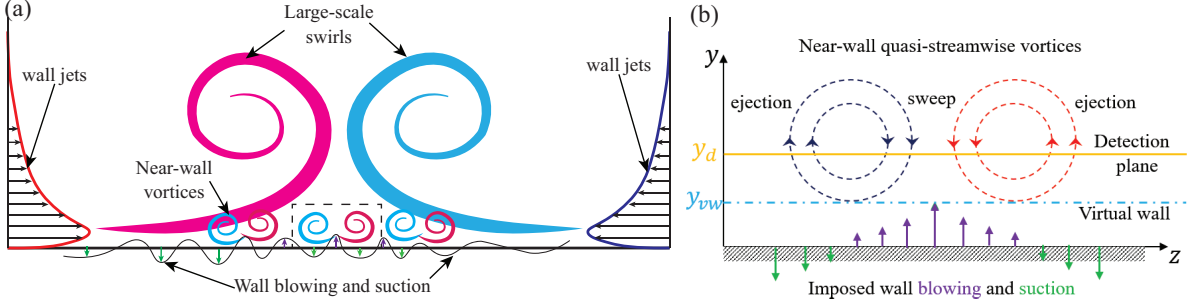 (a)
Large-scale
swirls
wall jets
wall jets
Near-wall
vortices
Wall blowing and suction
(b)
y
Near-wall quasi-streamwise vortices
ejection
sweep
ejection
y_d
Detection
plane
y_vw
Virtual wall
z
Imposed wall blowing and suction